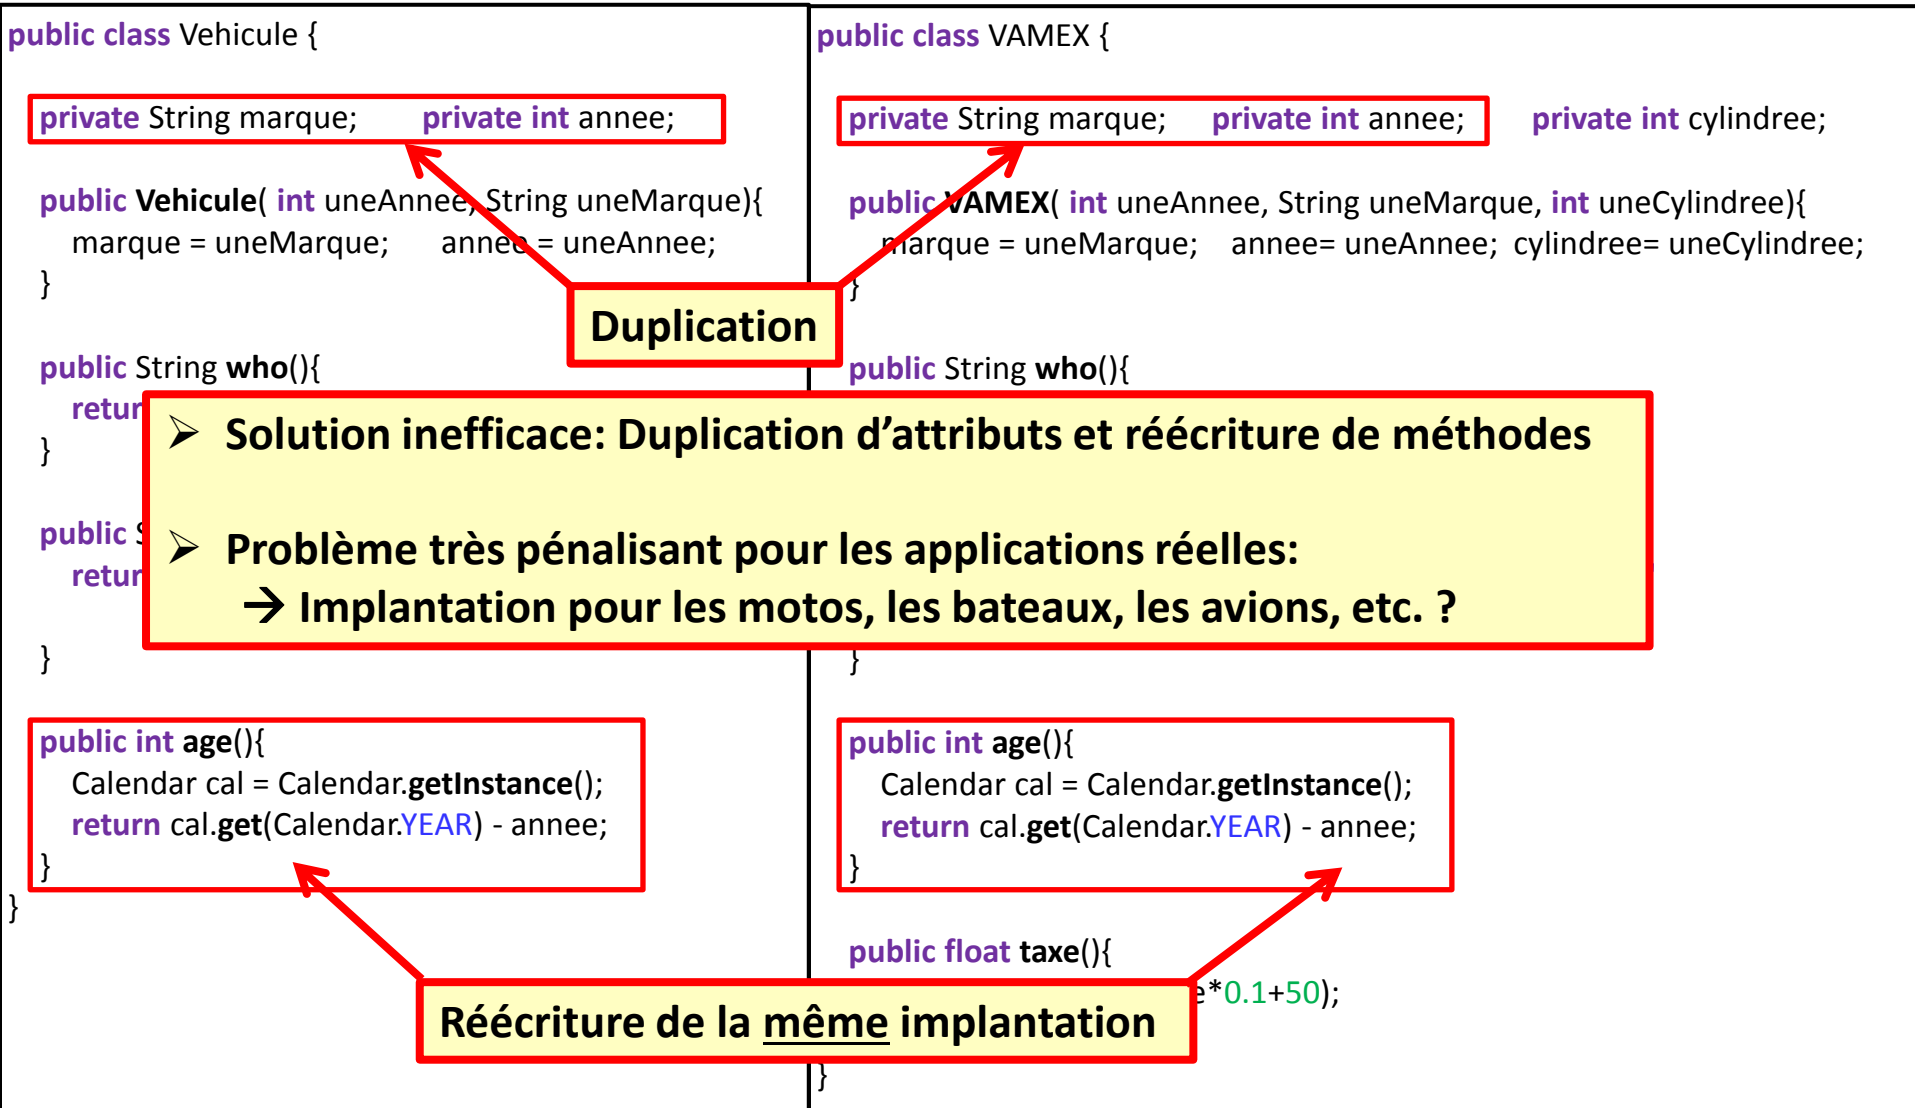 public class Vehicule {
private String marque; private int annee;
public Vehicule( int uneAnnee, String uneMarque){
marque = uneMarque; annee = uneAnnee;
}
public String who(){
}
public
}
public int age(){
Calendar cal = Calendar.getInstance();
return cal.get(Calendar.YEAR) - annee;
}
}
public class VAMEX {
private String marque; private int annee; private int cylindree;
public VAMEX( int uneAnnee, String uneMarque, int uneCylindree){
marque = uneMarque; annee= uneAnnee; cylindree= uneCylindree;
}
public String who(){
}
public int age(){
Calendar cal = Calendar.getInstance();
return cal.get(Calendar.YEAR) - annee;
}
public float taxe(){
e*0.1+50);
}
Duplication
➢ Solution inefficace: Duplication d’attributs et réécriture de méthodes
➢ Problème très pénalisant pour les applications réelles:
→ Implantation pour les motos, les bateaux, les avions, etc. ?
Réécriture de la même implantation